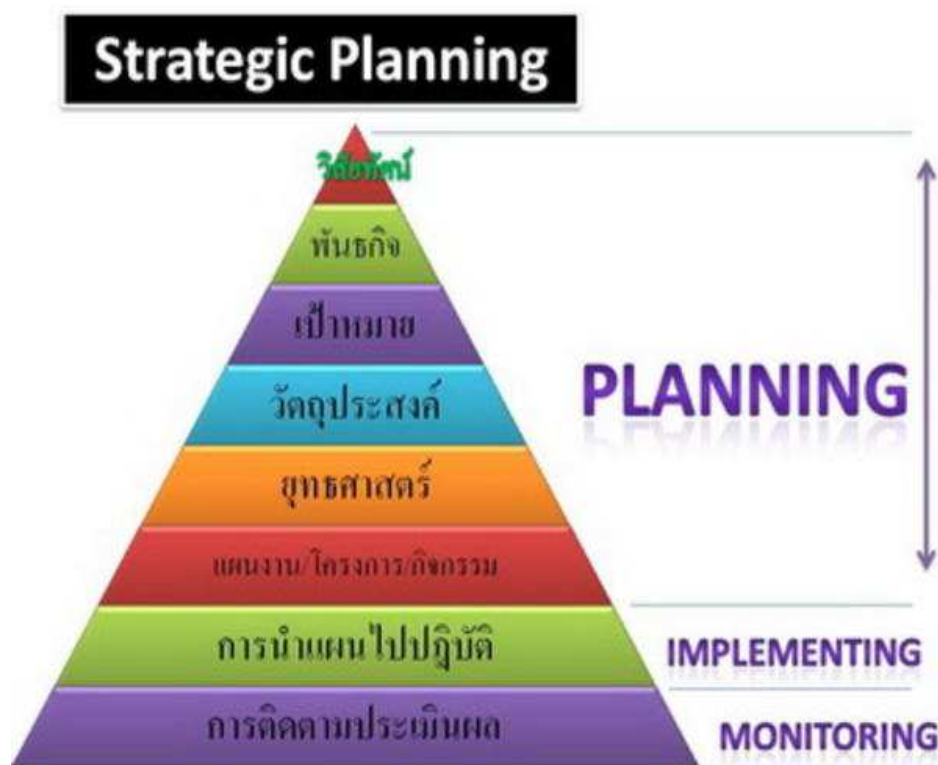 Strategic Planning
วิสัยทัศน์
พันธกิจ
เป้าหมาย
วัตถุประสงค์
PLANNING
ยุทธศาสตร์
แผนงาน/โครงการ/กิจกรรม
การนำแผนไปปฎิบัติ
IMPLEMENTING
การติดตามประเมินผล
MONITORING